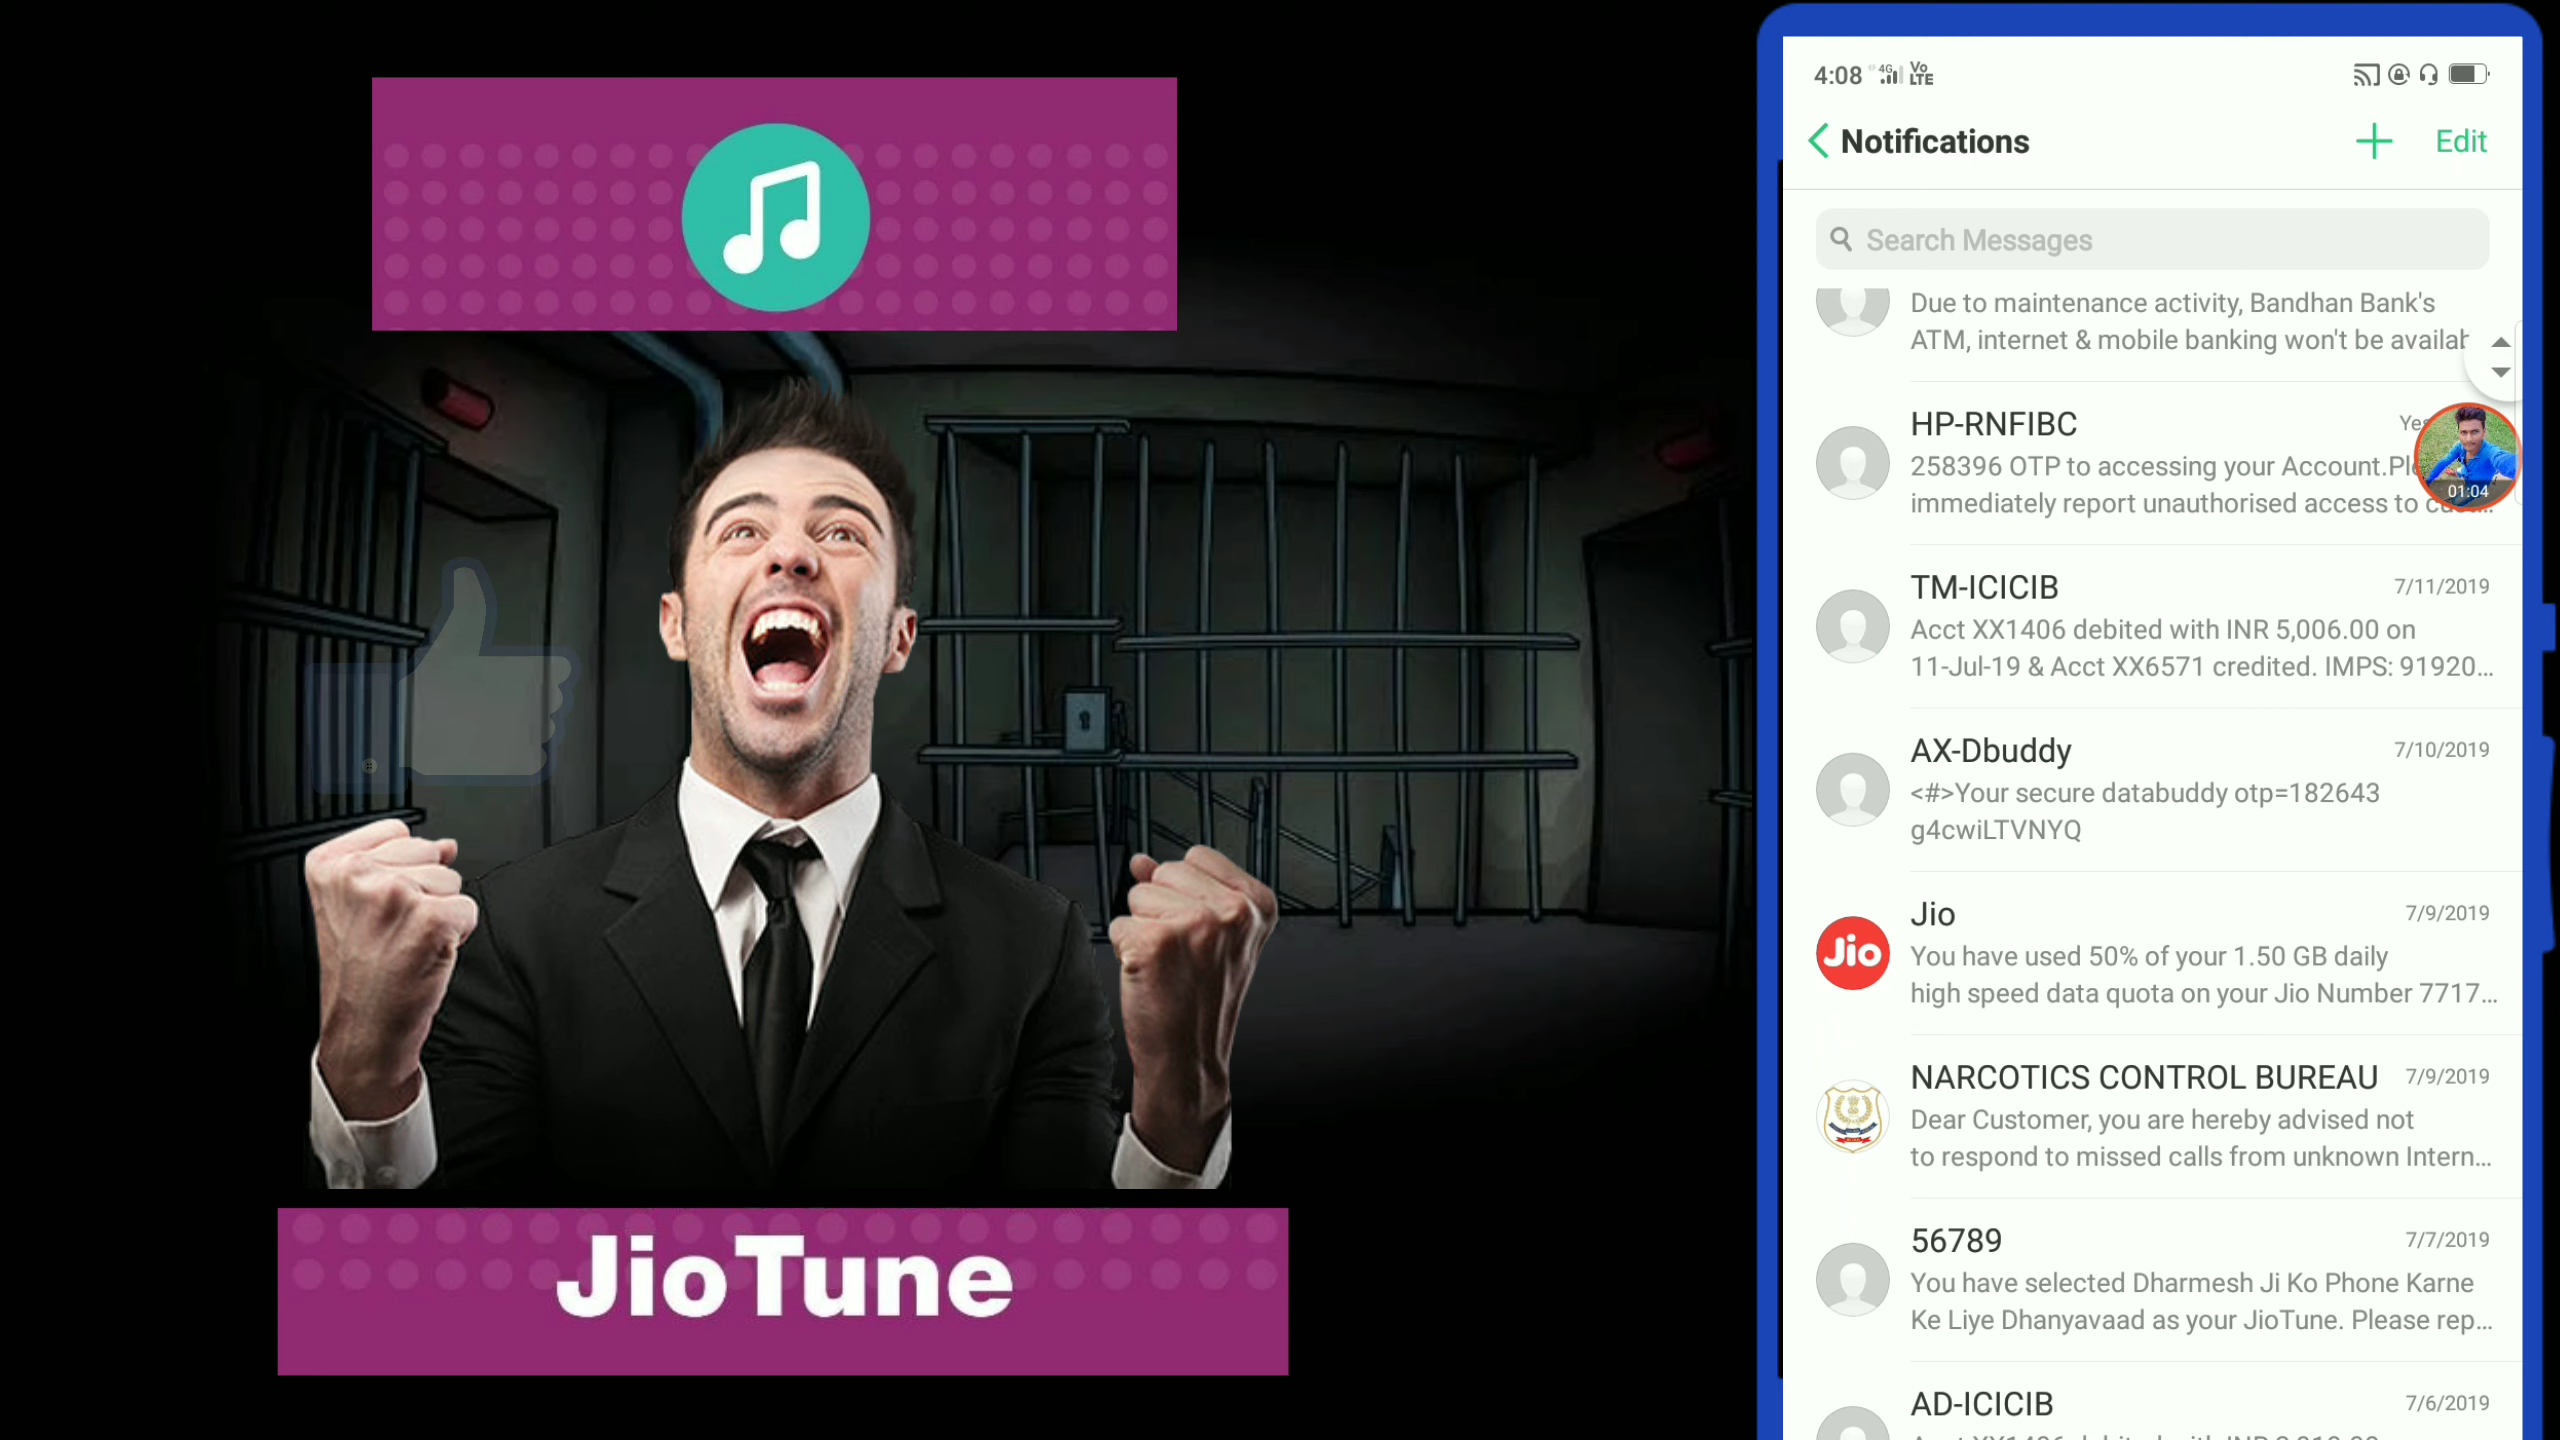 JioTune
4:08 4G Vo LTE
Notifications
Edit
Search Messages
Due to maintenance activity, Bandhan Bank's
ATM, internet & mobile banking won't be
HP-RNFIBC
258396 OTP to accessing your Account.
01:04
immediately report unauthorised access to
TM-ICICIB 7/11/2019
Acct XX1406 debited with INR 5,006.00 on
11-Jul-19 & Acct XX6571 credited. IMPS: 91920...
AX-Dbuddy 7/10/2019
<#>Your secure databuddy otp=182643
g4cwiLTVNYQ
Jio 7/9/2019
Jio
You have used 50% of your 1.50 GB daily
high speed data quota on your Jio Number 7717...
NARCOTICS CONTROL BUREAU 7/9/2019
Dear Customer, you are hereby advised not
to respond to missed calls from unknown Intern...
56789 7/7/2019
You have selected Dharmesh Ji Ko Phone Karne
Ke Liye Dhanyavaad as your JioTune. Please rep...
AD-ICICIB 7/6/2019